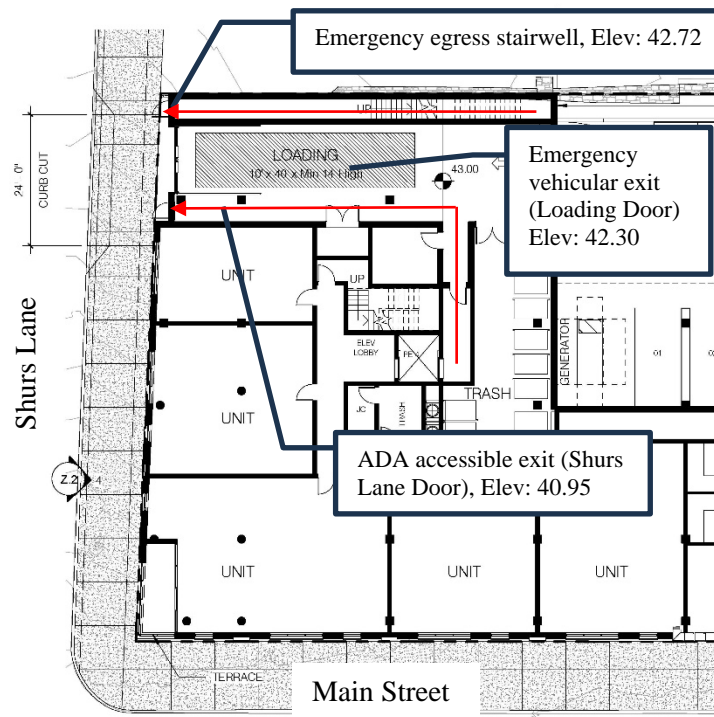 Emergency egress stairwell, Elev: 42.72
UP
LOADING
10' x 40' x Min 14' High
43.00
Emergency
vehicular exit
(Loading Door)
Elev: 42.30
24' 0"
CURB CUT
Shurs Lane
UNIT
UP
ELEV
LOBBY
PE
GENERATOR
01
TRASH
UNIT
JC
TRASH
ADA accessible exit (Shurs
Lane Door), Elev: 40.95
Z.2
4
UNIT
UNIT
UNIT
TERRACE
Main Street